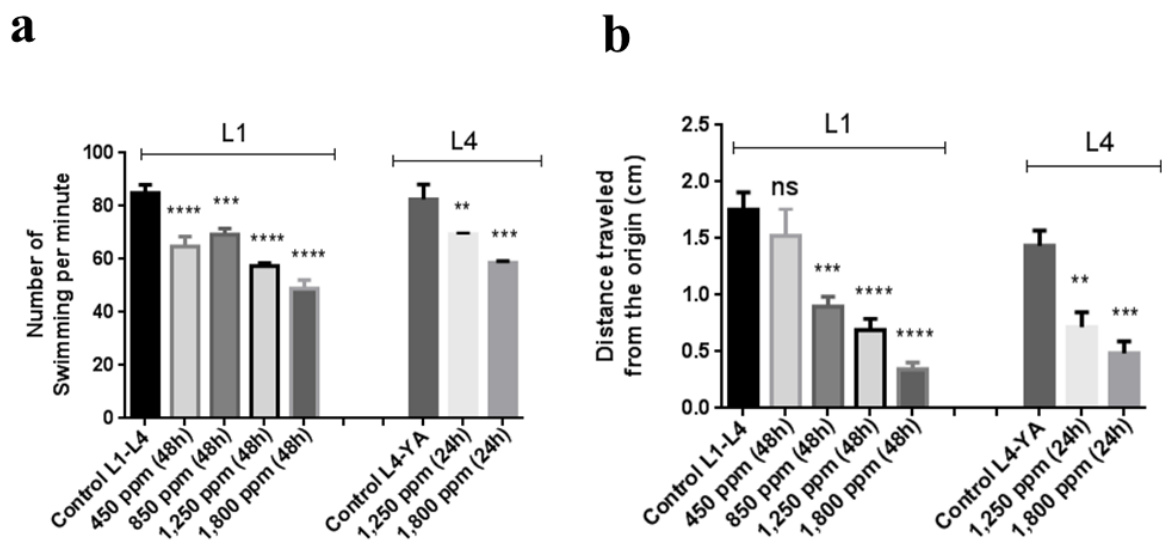 a
L1
L4
Number of
Swimming per minute
100
80
60
40
20
0
****
***
****
****
**
***
Control L1-L4
450 ppm (48h)
850 ppm (48h)
1,250 ppm (48h)
1,800 ppm (48h)
Control L4-YA
1,250 ppm (24h)
1,800 ppm (24h)
b
L1
L4
Distance traveled
from the origin (cm)
2.5
2.0
1.5
1.0
0.5
0.0
ns
***
****
****
**
***
Control L1-L4
450 ppm (48h)
850 ppm (48h)
1,250 ppm (48h)
1,800 ppm (48h)
Control L4-YA
1,250 ppm (24h)
1,800 ppm (24h)